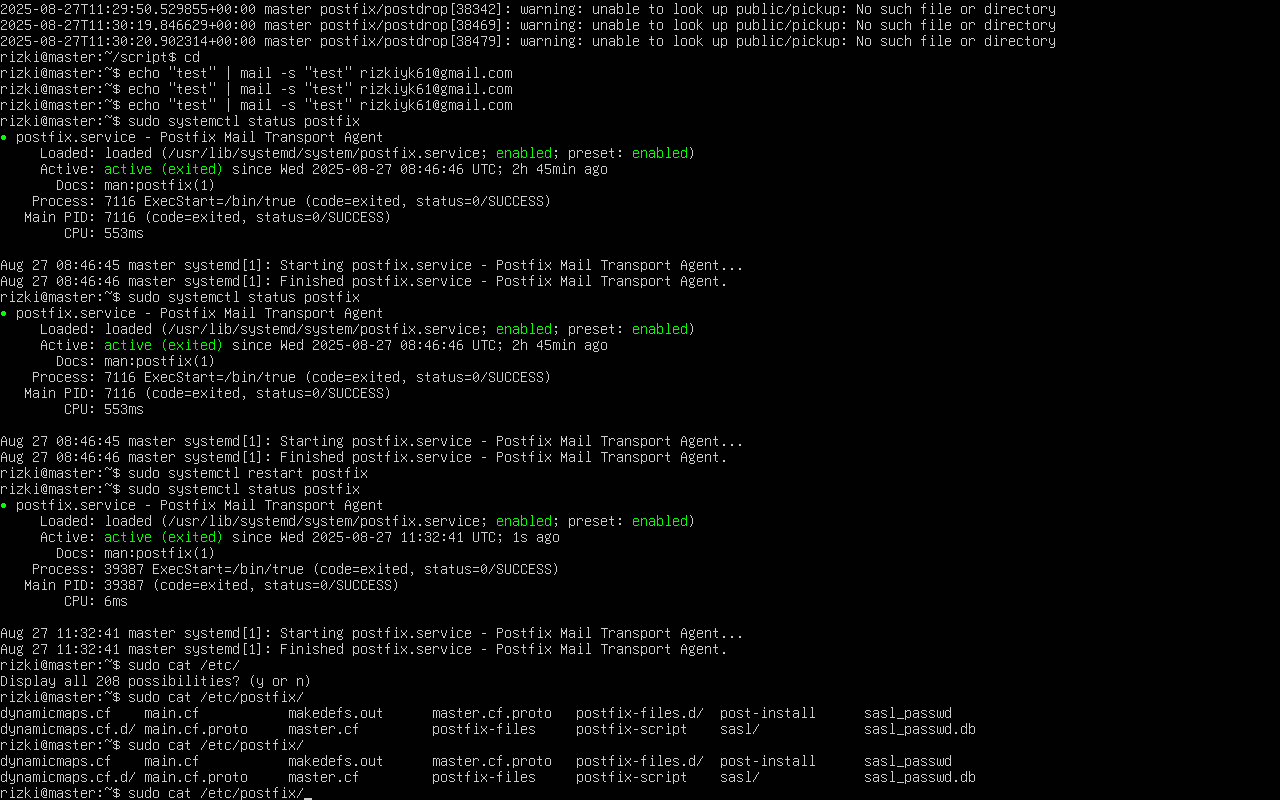 2025-08-27T11:29:50.529855+00:00 master postfix/postdrop[38342]: warning: unable to look up public/pickup: No such file or directory
2025-08-27T11:30:19.846629+00:00 master postfix/postdrop[38469]: warning: unable to look up public/pickup: No such file or directory
2025-08-27T11:30:20.902314+00:00 master postfix/postdrop[38479]: warning: unable to look up public/pickup: No such file or directory
rizki@master:~/script$ cd
rizki@master:~$ echo "test" | mail -s "test" rizkiyk61@gmail.com
rizki@master:~$ echo "test" | mail -s "test" rizkiyk61@gmail.com
rizki@master:~$ echo "test" | mail -s "test" rizkiyk61@gmail.com
rizki@master:~$ sudo systemctl status postfix
● postfix.service - Postfix Mail Transport Agent
     Loaded: loaded (/usr/lib/systemd/system/postfix.service; enabled; preset: enabled)
     Active: active (exited) since Wed 2025-08-27 08:46:46 UTC; 2h 45min ago
       Docs: man:postfix(1)
    Process: 7116 ExecStart=/bin/true (code=exited, status=0/SUCCESS)
   Main PID: 7116 (code=exited, status=0/SUCCESS)
        CPU: 553ms

Aug 27 08:46:45 master systemd[1]: Starting postfix.service - Postfix Mail Transport Agent...
Aug 27 08:46:46 master systemd[1]: Finished postfix.service - Postfix Mail Transport Agent.
rizki@master:~$ sudo systemctl status postfix
● postfix.service - Postfix Mail Transport Agent
     Loaded: loaded (/usr/lib/systemd/system/postfix.service; enabled; preset: enabled)
     Active: active (exited) since Wed 2025-08-27 08:46:46 UTC; 2h 45min ago
       Docs: man:postfix(1)
    Process: 7116 ExecStart=/bin/true (code=exited, status=0/SUCCESS)
   Main PID: 7116 (code=exited, status=0/SUCCESS)
        CPU: 553ms

Aug 27 08:46:45 master systemd[1]: Starting postfix.service - Postfix Mail Transport Agent...
Aug 27 08:46:46 master systemd[1]: Finished postfix.service - Postfix Mail Transport Agent.
rizki@master:~$ sudo systemctl restart postfix
rizki@master:~$ sudo systemctl status postfix
● postfix.service - Postfix Mail Transport Agent
     Loaded: loaded (/usr/lib/systemd/system/postfix.service; enabled; preset: enabled)
     Active: active (exited) since Wed 2025-08-27 11:32:41 UTC; 1s ago
       Docs: man:postfix(1)
    Process: 39387 ExecStart=/bin/true (code=exited, status=0/SUCCESS)
   Main PID: 39387 (code=exited, status=0/SUCCESS)
        CPU: 6ms

Aug 27 11:32:41 master systemd[1]: Starting postfix.service - Postfix Mail Transport Agent...
Aug 27 11:32:41 master systemd[1]: Finished postfix.service - Postfix Mail Transport Agent.
rizki@master:~$ sudo cat /etc/
Display all 208 possibilities? (y or n)
rizki@master:~$ sudo cat /etc/postfix/
dynamicmaps.cf    main.cf           makedefs.out      master.cf.proto   postfix-files.d/  post-install      sasl_passwd
dynamicmaps.cf.d/ main.cf.proto     master.cf         postfix-files     postfix-script    sasl/             sasl_passwd.db
rizki@master:~$ sudo cat /etc/postfix/
dynamicmaps.cf    main.cf           makedefs.out      master.cf.proto   postfix-files.d/  post-install      sasl_passwd
dynamicmaps.cf.d/ main.cf.proto     master.cf         postfix-files     postfix-script    sasl/             sasl_passwd.db
rizki@master:~$ sudo cat /etc/postfix/_